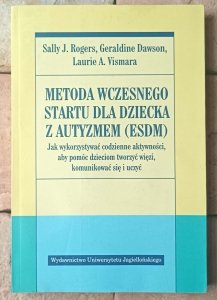 Sally J. Rogers, Geraldine Dawson,
Laurie A. Vismara
METODA WCZESNEGO
STARTU DLA DZIECKA
Z AUTYZMEM (ESDM)
Jak wykorzystywać codzienne aktywności,
aby pomóc dzieciom tworzyć więzi,
komunikować się i uczyć
Wydawnictwo Uniwersytetu Jagiellońskiego